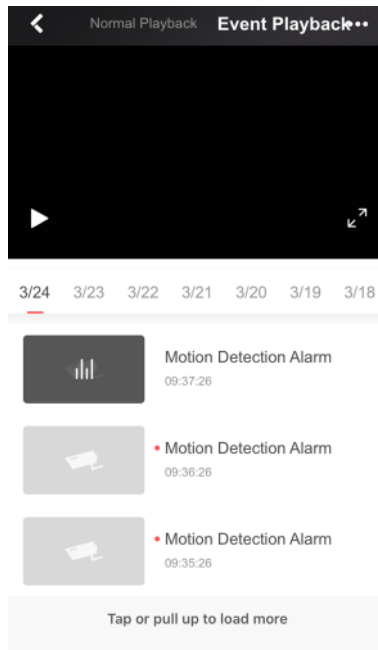 Normal Playback Event Playback
3/24 3/23 3/22 3/21 3/20 3/19 3/18
Motion Detection Alarm
09:37:26
Motion Detection Alarm
09:36:26
Motion Detection Alarm
09:35:26
Tap or pull up to load more